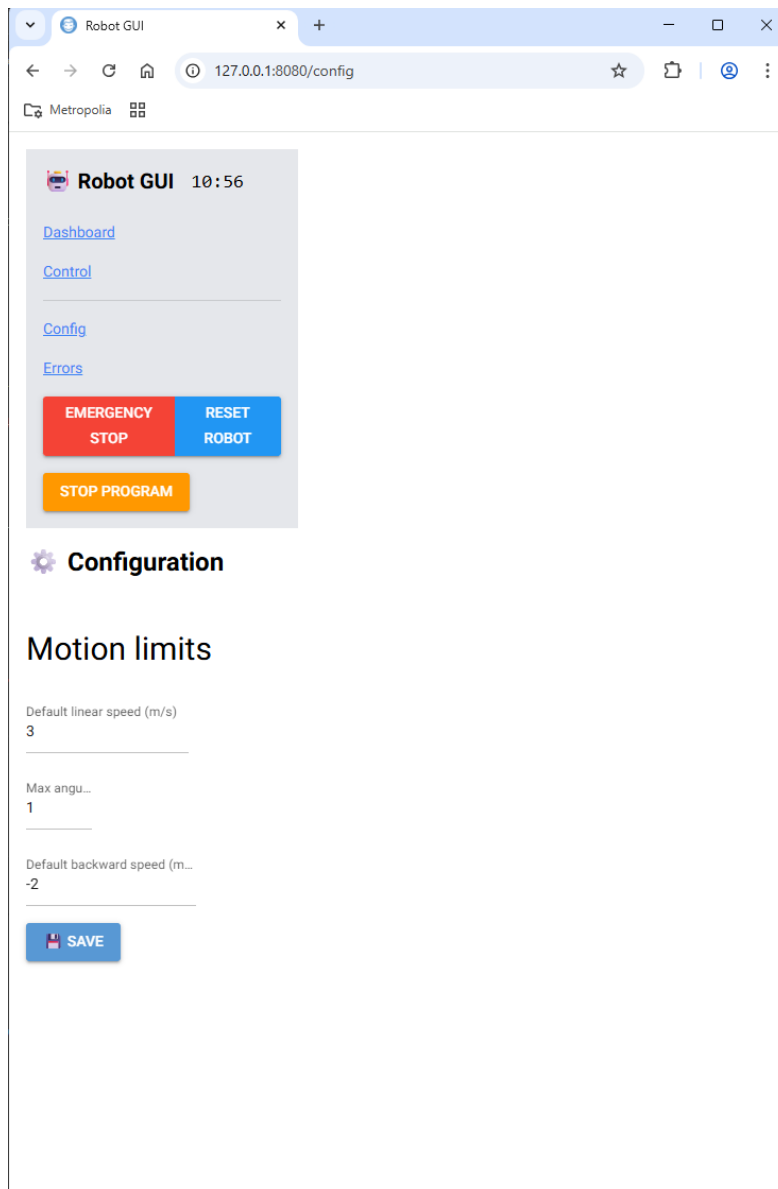 Robot GUI
127.0.0.1:8080/config
Metropolia
Robot GUI 10:56
Dashboard
Control
Config
Errors
EMERGENCY STOP
RESET ROBOT
STOP PROGRAM
Configuration
Motion limits
Default linear speed (m/s)
3
Max angu...
1
Default backward speed (m...
-2
SAVE